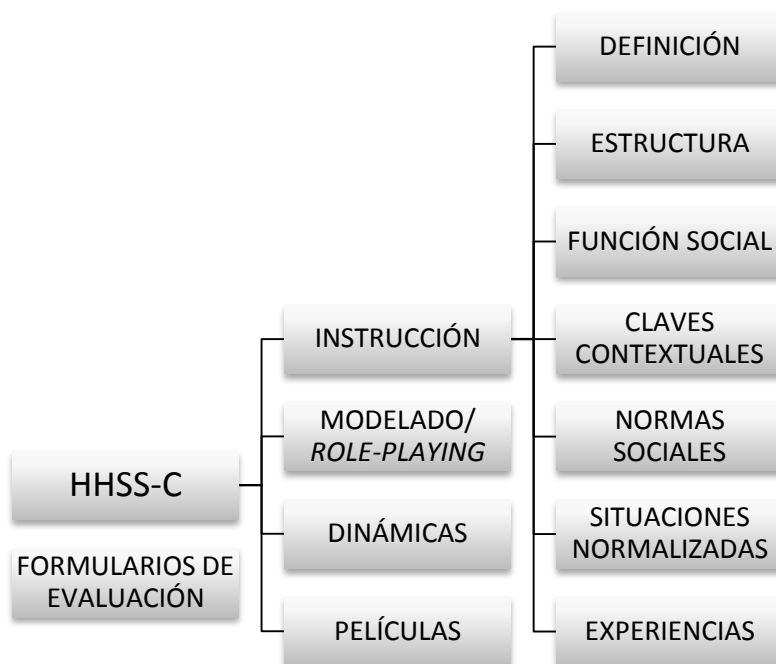 HHSS-C
FORMULARIOS DE
EVALUACIÓN
INSTRUCCIÓN
MODELADO/
ROLE-PLAYING
DINÁMICAS
PELÍCULAS
DEFINICIÓN
ESTRUCTURA
FUNCIÓN SOCIAL
CLAVES
CONTEXTUALES
NORMAS
SOCIALES
SITUACIONES
NORMALIZADAS
EXPERIENCIAS